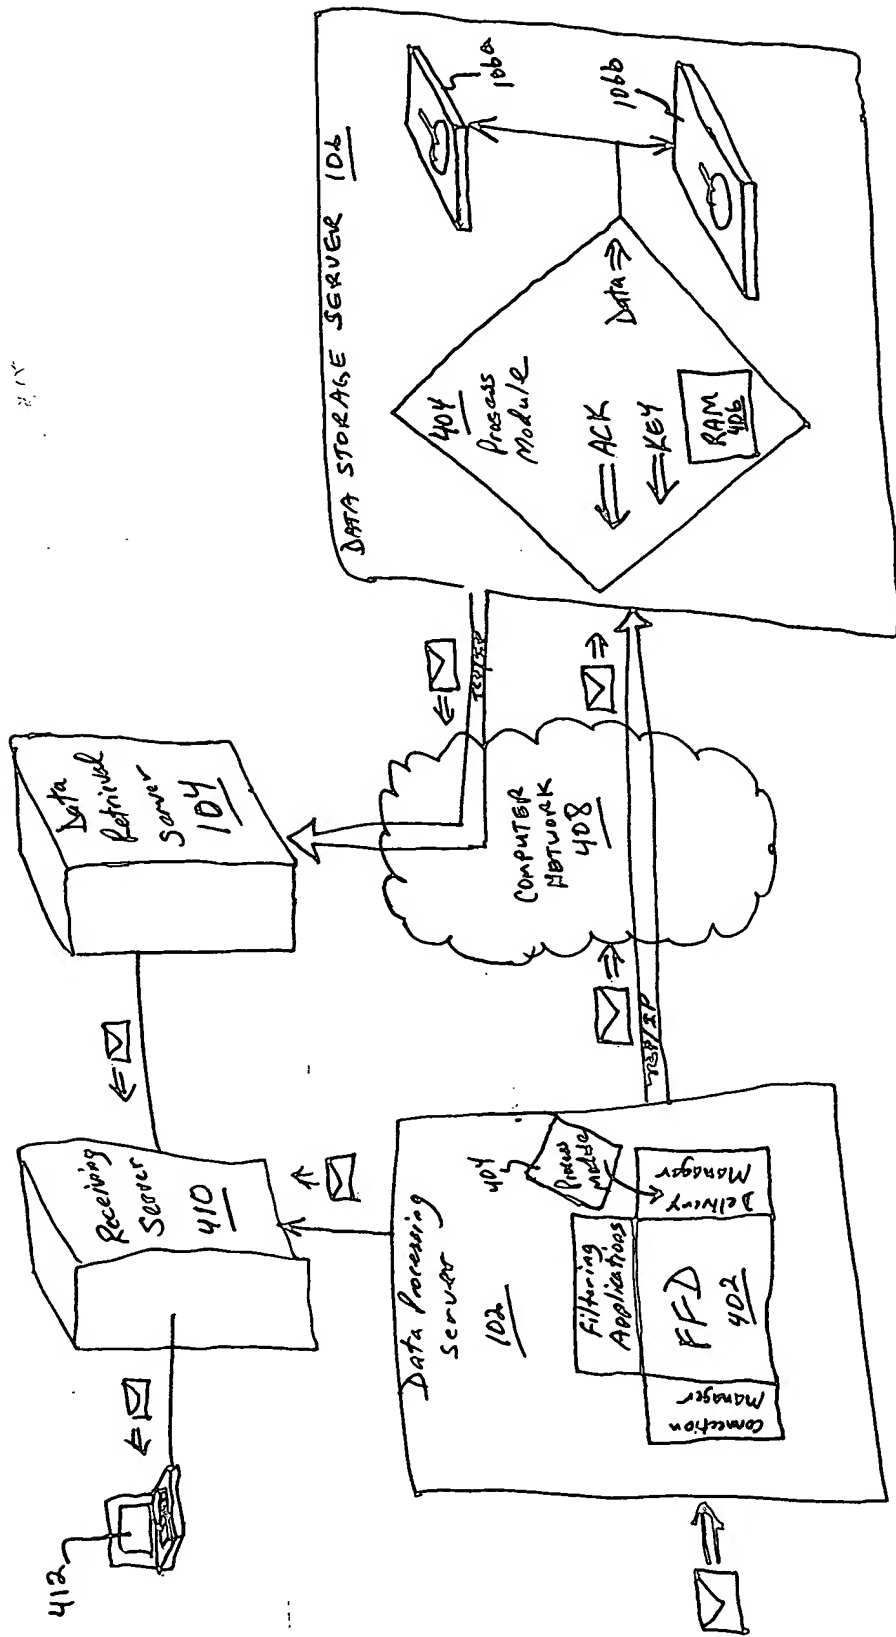 DATA STORAGE SERVER 106
106a
106b
404
Process
Module
Data
ACK
KEY
RAM
406
Data
Retrieval
Server
104
TCP/IP
COMPUTER
NETWORK
408
TCP/IP
Receiving
Server
410
412
Data Processing
Server
102
404
Process
Module
Filtering
Applications
Delivery
Manager
FFD
402
Connection
Manager